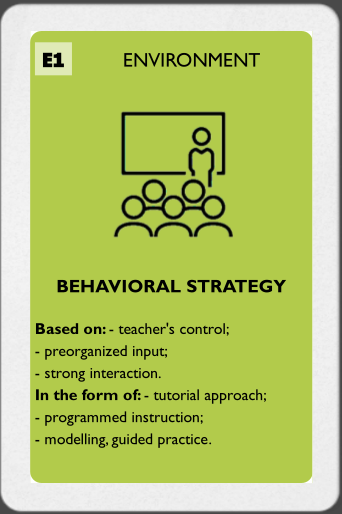 E1 ENVIRONMENT
BEHAVIORAL STRATEGY
Based on: - teacher's control;
- preorganized input;
- strong interaction.
In the form of: - tutorial approach;
- programmed instruction;
- modelling, guided practice.